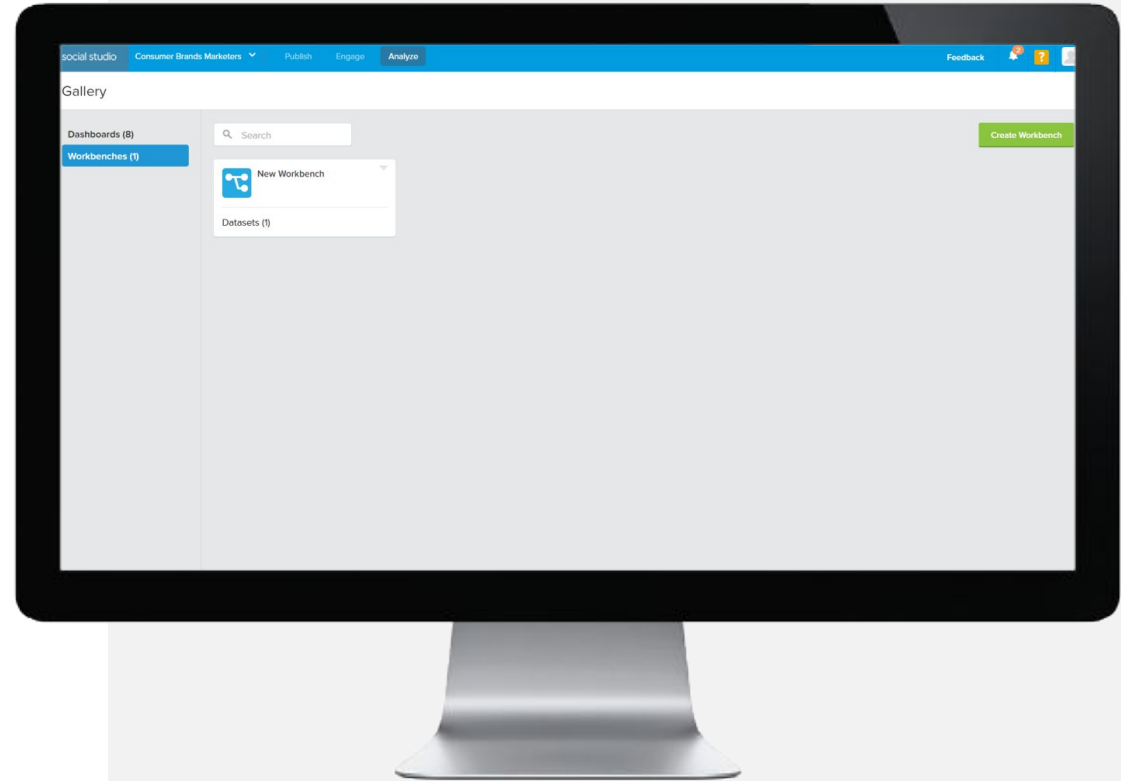 social studio Consumer Brands Marketers Publish Engage Analyze Feedback 2 ?
Gallery
Dashboards (8)
Search
Create Workbench
Workbenches (1)
New Workbench
Datasets (1)